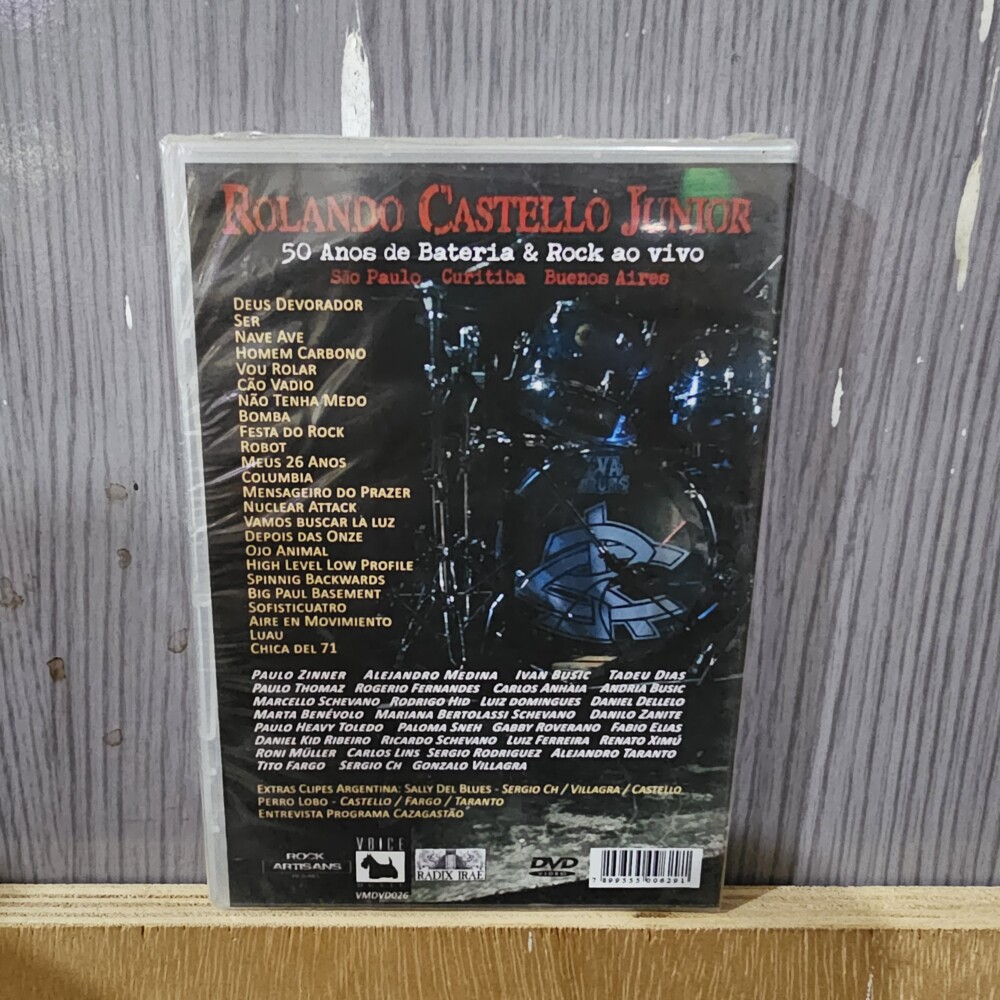 ROLANDO CASTELLO JUNIOR
50 Anos de Bateria & Rock ao vivo
São Paulo Curitiba Buenos Aires
DEUS DEVORADOR
SER
NAVE AVE
HOMEM CARBONO
VOU ROLAR
CÃO VADIO
NÃO TENHA MEDO
BOMBA
FESTA DO ROCK
ROBOT
MEUS 26 ANOS
COLUMBIA
MENSAGEIRO DO PRAZER
NUCLEAR ATTACK
VAMOS BUSCAR LÀ LUZ
DEPOIS DAS ONZE
OJO ANIMAL
HIGH LEVEL LOW PROFILE
SPINNIG BACKWARDS
BIG PAUL BASEMENT
SOFISTICUATRO
AIRE EN MOVIMIENTO
LUAU
CHICA DEL 71
PAULO ZINNER ALEJANDRO MEDINA IVAN BUSIC TADEU DIAS
PAULO THOMAZ ROGERIO FERNANDES CARLOS ANHAIA ANDRIA BUSIC
MARCELLO SCHEVANO RODRIGO HID LUIZ DOMINGUES DANIEL DELLELO
MARTA BENÉVOLO MARIANA BERTOLASSI SCHEVANO DANILO ZANITE
PAULO HEAVY TOLEDO PALOMA SNEH GABBY ROVERANO FABIO ELIAS
DANIEL KID RIBEIRO RICARDO SCHEVANO LUIZ FERREIRA RENATO XIMÚ
RONI MÜLLER CARLOS LINS SERGIO RODRIGUEZ ALEJANDRO TARANTO
TITO FARGO SERGIO CH GONZALO VILLAGRA
EXTRAS CLIPES ARGENTINA: SALLY DEL BLUES - SERGIO CH / VILLAGRA / CASTELLO
PERRO LOBO - CASTELLO / FARGO / TARANTO
ENTREVISTA PROGRAMA CAZAGASTÃO
ROCK ARTISANS
VOICE MUSIC
VMDVD026
RADIX IRAE
DVD VIDEO